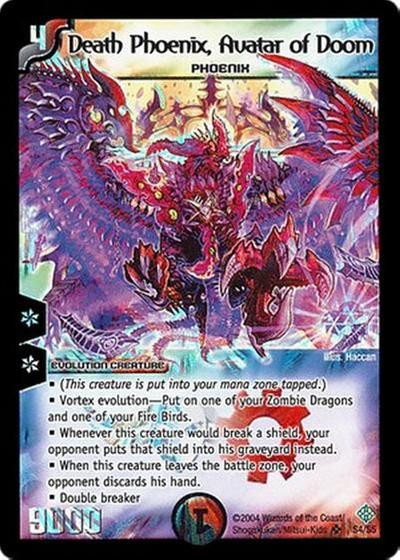 4 Death Phoenix, Avatar of Doom
PHOENIX
illus. Haccan
EVOLUTION CREATURE
▪ (This creature is put into your mana zone tapped.)
▪ Vortex evolution—Put on one of your Zombie Dragons
and one of your Fire Birds.
▪ Whenever this creature would break a shield, your
opponent puts that shield into his graveyard instead.
▪ When this creature leaves the battle zone, your
opponent discards his hand.
▪ Double breaker
9000
1
©2004 Wizards of the Coast/
Shogakukan/Mitsui-Kids S4/S5